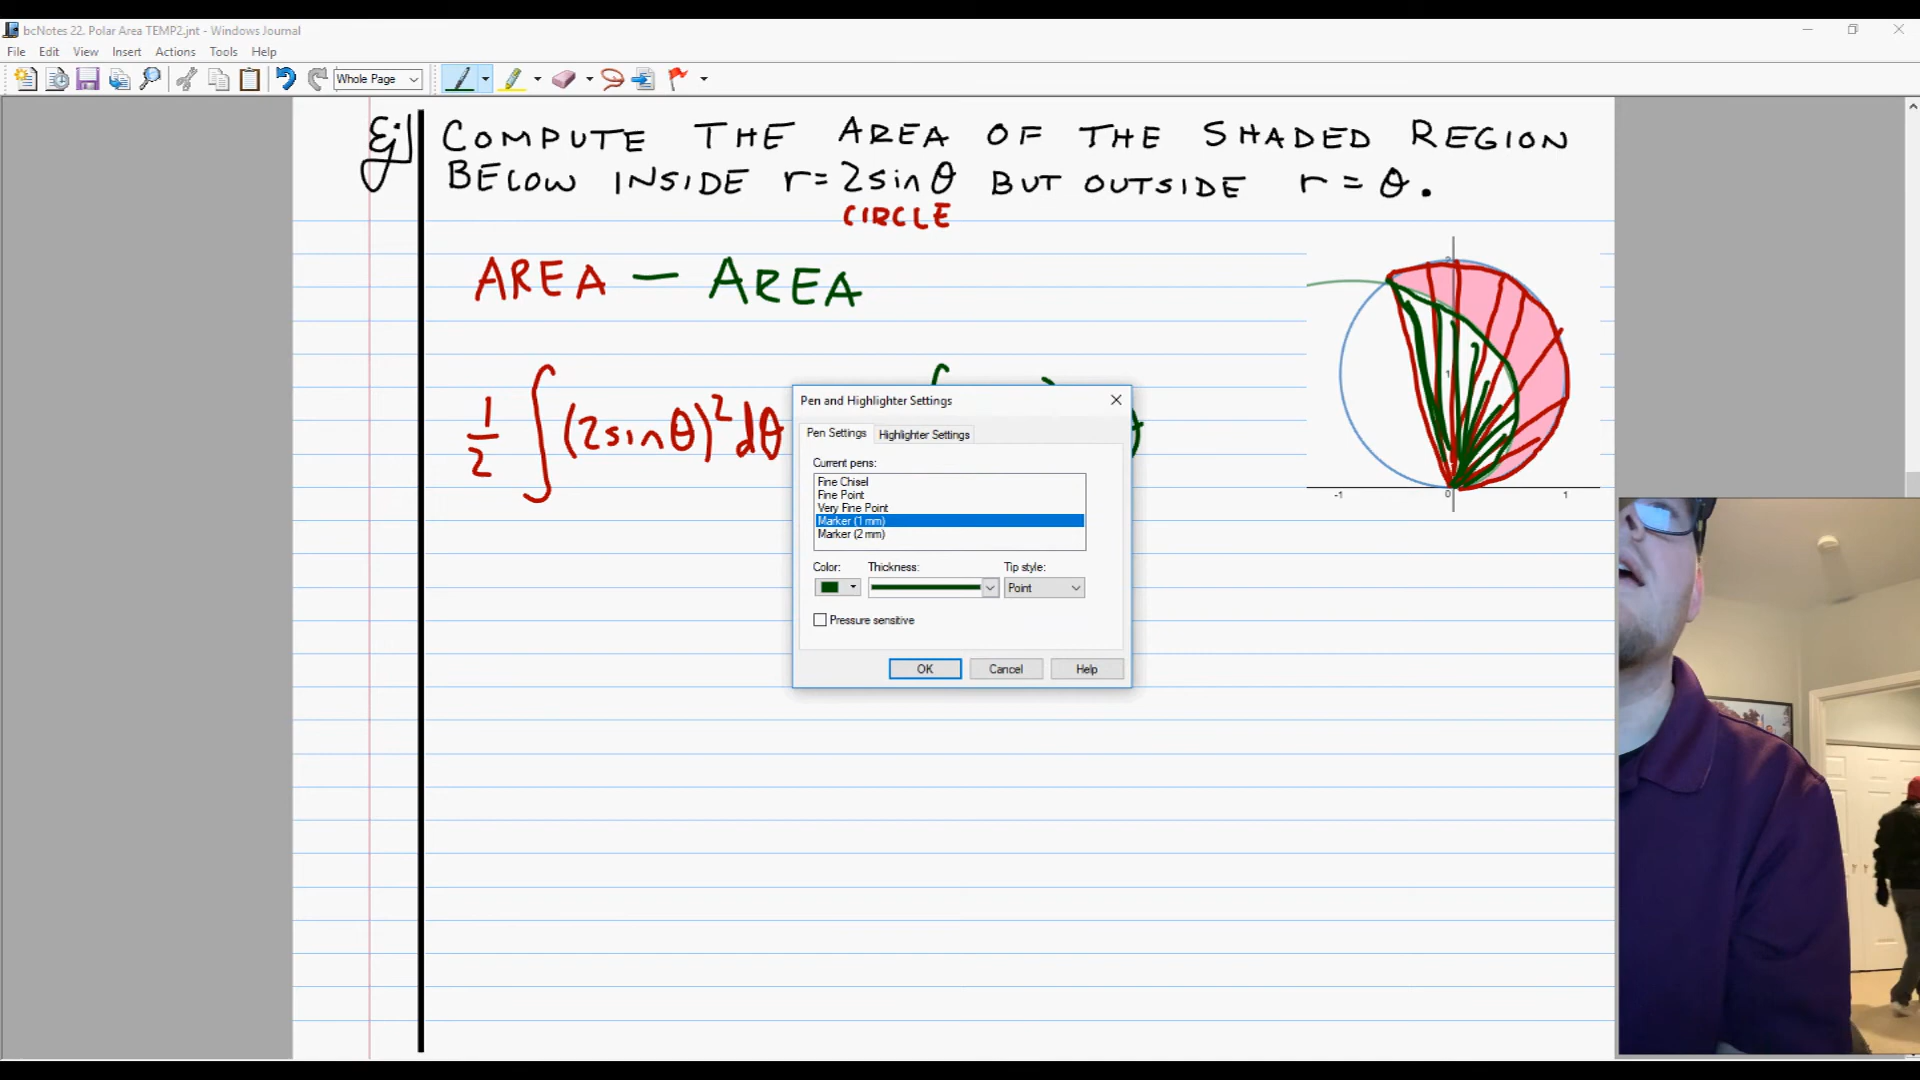 bcNotes 22. Polar Area TEMP2.jnt - Windows Journal
File Edit View Insert Actions Tools Help
Whole Page
Ej COMPUTE THE AREA OF THE SHADED REGION
BELOW INSIDE r=2sinθ BUT OUTSIDE r = θ.
CIRCLE
AREA — AREA
1/2 ∫(2sinθ)²dθ
2
1
-1 0 1
Pen and Highlighter Settings
Pen Settings Highlighter Settings
Current pens:
Fine Chisel
Fine Point
Very Fine Point
Marker (1 mm)
Marker (2 mm)
Color: Thickness: Tip style:
Point
Pressure sensitive
OK Cancel Help